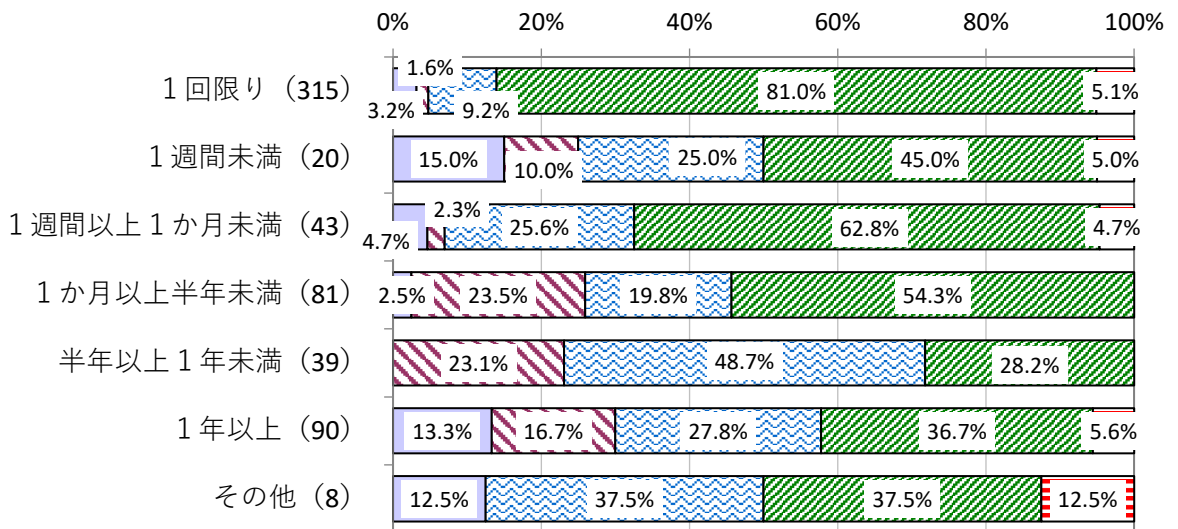 0% 20% 40% 60% 80% 100%
１回限り（315） 3.2% 1.6% 9.2% 81.0% 5.1%
１週間未満（20） 15.0% 10.0% 25.0% 45.0% 5.0%
１週間以上１か月未満（43） 4.7% 2.3% 25.6% 62.8% 4.7%
１か月以上半年未満（81） 2.5% 23.5% 19.8% 54.3%
半年以上１年未満（39） 23.1% 48.7% 28.2%
１年以上（90） 13.3% 16.7% 27.8% 36.7% 5.6%
その他（8） 12.5% 37.5% 37.5% 12.5%